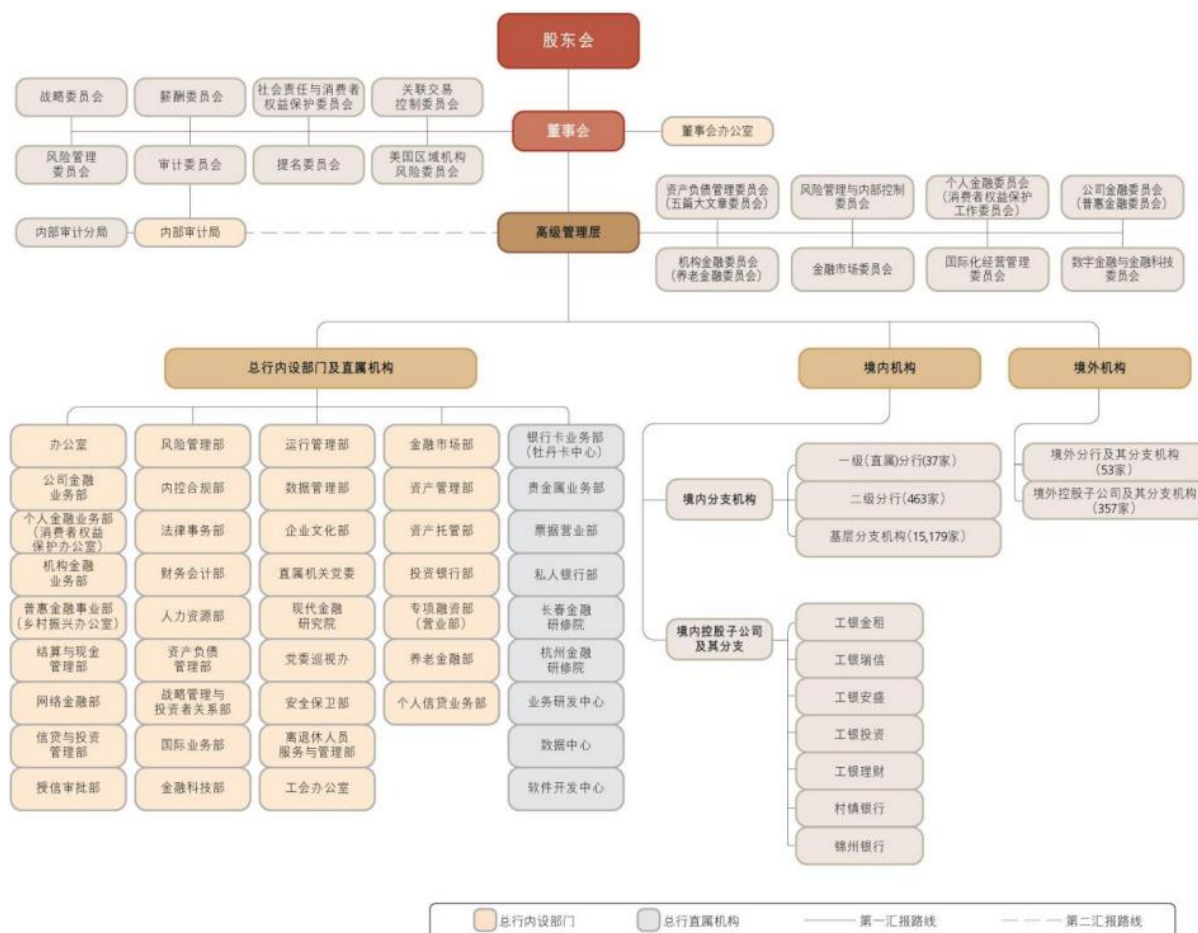 股东会
战略委员会
薪酬委员会
社会责任与消费者
权益保护委员会
关联交易
控制委员会
董事会
董事会办公室
风险管理
委员会
审计委员会
提名委员会
美国区域机构
风险委员会
资产负债管理委员会
(五篇大文章委员会)
风险管理与内部控制
委员会
个人金融委员会
(消费者权益保护
工作委员会)
公司金融委员会
(普惠金融委员会)
内部审计分局
内部审计局
高级管理层
机构金融委员会
(养老金融委员会)
金融市场委员会
国际化经营管理
委员会
数字金融与金融科技
委员会
总行内设部门及直属机构
境内机构
境外机构
办公室
公司金融
业务部
个人金融业务部
(消费者权益
保护办公室)
机构金融
业务部
普惠金融事业部
(乡村振兴办公室)
结算与现金
管理部
网络金融部
信贷与投资
管理部
授信审批部
风险管理部
内控合规部
法律事务部
财务会计部
人力资源部
资产负债
管理部
战略管理与
投资者关系部
国际业务部
金融科技部
运行管理部
数据管理部
企业文化部
直属机关党委
现代金融
研究院
党委巡视办
安全保卫部
离退休人员
服务与管理部
工会办公室
金融市场部
资产管理部
资产托管部
投资银行部
专项融资部
(营业部)
养老金融部
个人信贷业务部
银行卡业务部
(牡丹卡中心)
贵金属业务部
票据营业部
私人银行部
长春金融
研修院
杭州金融
研修院
业务研发中心
数据中心
软件开发中心
境内分支机构
一级(直属)分行(37家)
二级分行(463家)
基层分支机构(15,179家)
境内控股子公司
及其分支
工银金租
工银瑞信
工银安盛
工银投资
工银理财
村镇银行
锦州银行
境外分行及其分支机构
(53家)
境外控股子公司及其分支机构
(357家)
总行内设部门
总行直属机构
第一汇报路线
第二汇报路线